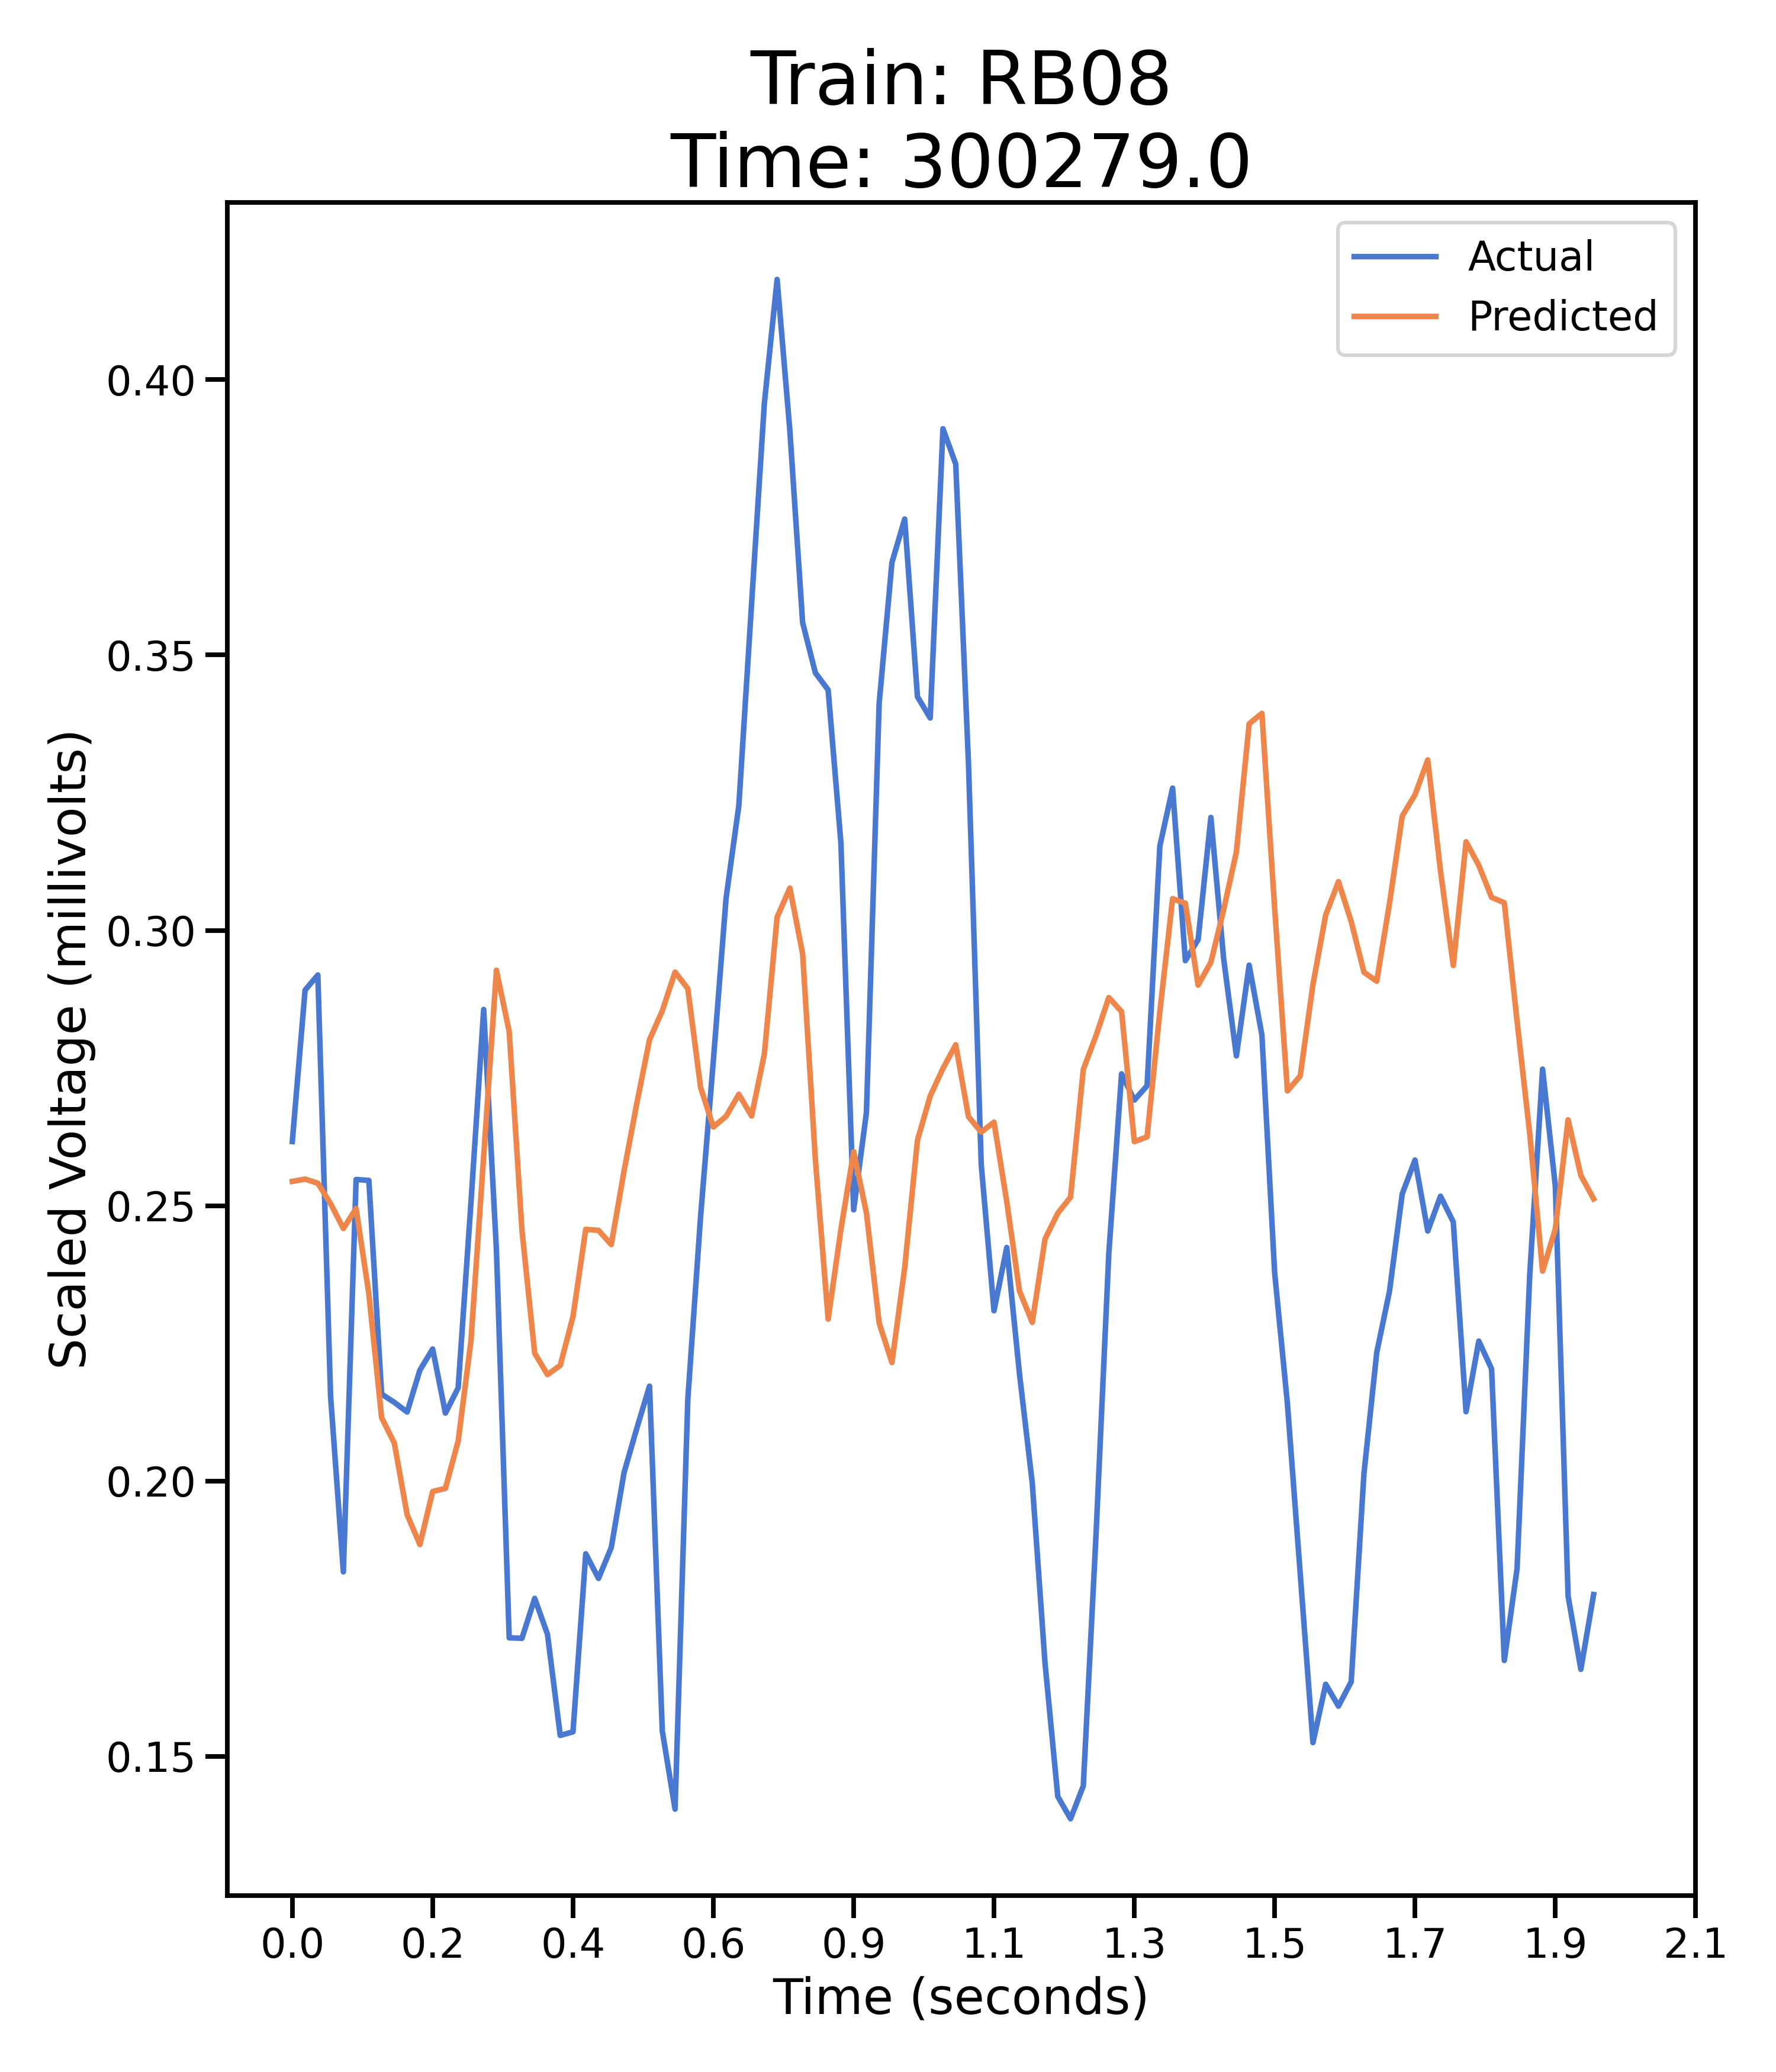 Train: RB08
Time: 300279.0
Actual
Predicted
0.40
0.35
0.30
0.25
0.20
0.15
Scaled Voltage (millivolts)
0.0 0.2 0.4 0.6 0.9 1.1 1.3 1.5 1.7 1.9 2.1
Time (seconds)